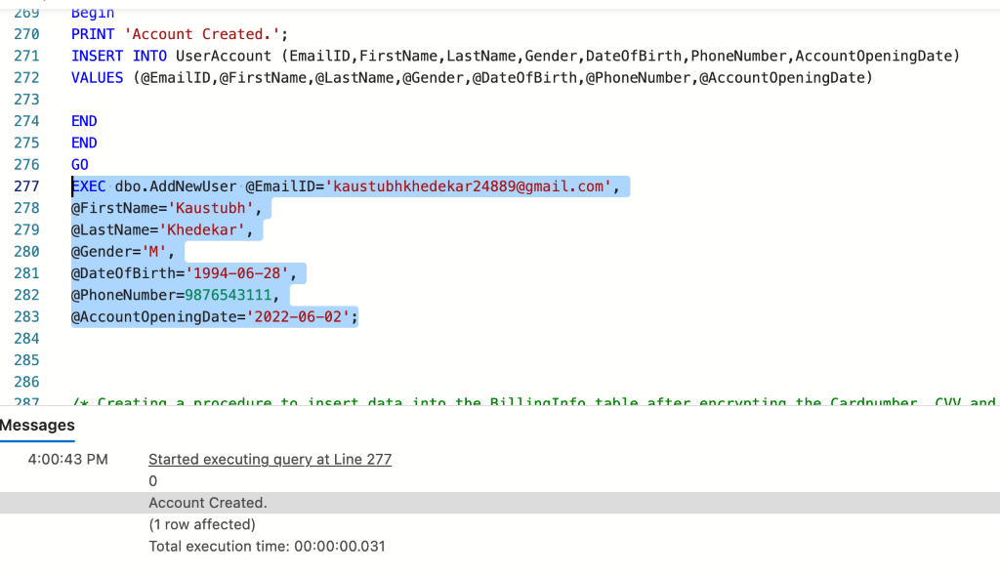 269 Begin
270 PRINT 'Account Created.';
271 INSERT INTO UserAccount (EmailID,FirstName,LastName,Gender,DateOfBirth,PhoneNumber,AccountOpeningDate)
272 VALUES (@EmailID,@FirstName,@LastName,@Gender,@DateOfBirth,@PhoneNumber,@AccountOpeningDate)
273
274 END
275 END
276 GO
277 EXEC dbo.AddNewUser @EmailID='kaustubhkhedekar24889@gmail.com',
278 @FirstName='Kaustubh',
279 @LastName='Khedekar',
280 @Gender='M',
281 @DateOfBirth='1994-06-28',
282 @PhoneNumber=9876543111,
283 @AccountOpeningDate='2022-06-02';
284
285
286
287 /* Creating a procedure to insert data into the BillingInfo table after encrypting the Cardnumber, CVV and
Messages
4:00:43 PM Started executing query at Line 277
0
Account Created.
(1 row affected)
Total execution time: 00:00:00.031